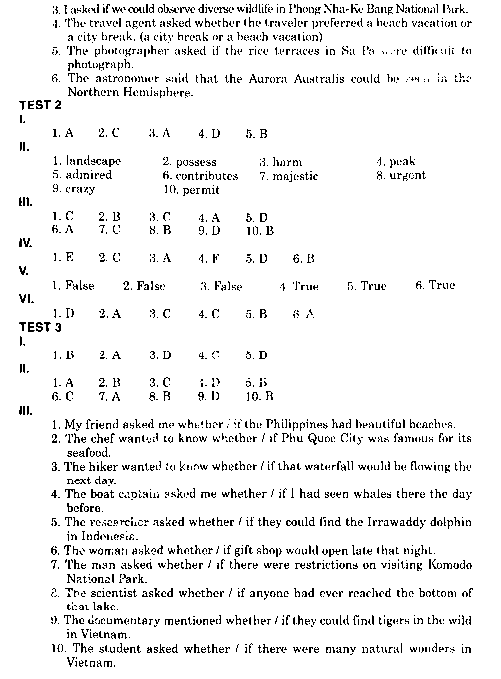 3. I asked if we could observe diverse wildlife in Phong Nha-Ke Bang National Park.
4. The travel agent asked whether the traveler preferred a beach vacation or
a city break. (a city break or a beach vacation)
5. The photographer asked if the rice terraces in Sa Pa were difficult to
photograph.
6. The astronomer said that the Aurora Australis could be seen in the
Northern Hemisphere.
TEST 2
I.
1. A 2. C 3. A 4. D 5. B
II.
1. landscape 2. possess 3. harm 4. peak
5. admired 6. contributes 7. majestic 8. urgent
9. crazy 10. permit
III.
1. C 2. B 3. C 4. A 5. D
6. A 7. C 8. B 9. D 10. B
IV.
1. E 2. C 3. A 4. F 5. D 6. B
V.
1. False 2. False 3. False 4. True 5. True 6. True
VI.
1. D 2. A 3. C 4. C 5. B 6. A
TEST 3
I.
1. B 2. A 3. D 4. C 5. D
II.
1. A 2. B 3. C 4. D 5. B
6. C 7. A 8. B 9. D 10. B
III.
1. My friend asked me whether / if the Philippines had beautiful beaches.
2. The chef wanted to know whether / if Phu Quoc City was famous for its
seafood.
3. The hiker wanted to know whether / if that waterfall would be flowing the
next day.
4. The boat captain asked me whether / if I had seen whales there the day
before.
5. The researcher asked whether / if they could find the Irrawaddy dolphin
in Indonesia.
6. The woman asked whether / if gift shop would open late that night.
7. The man asked whether / if there were restrictions on visiting Komodo
National Park.
8. The scientist asked whether / if anyone had ever reached the bottom of
that lake.
9. The documentary mentioned whether / if they could find tigers in the wild
in Vietnam.
10. The student asked whether / if there were many natural wonders in
Vietnam.